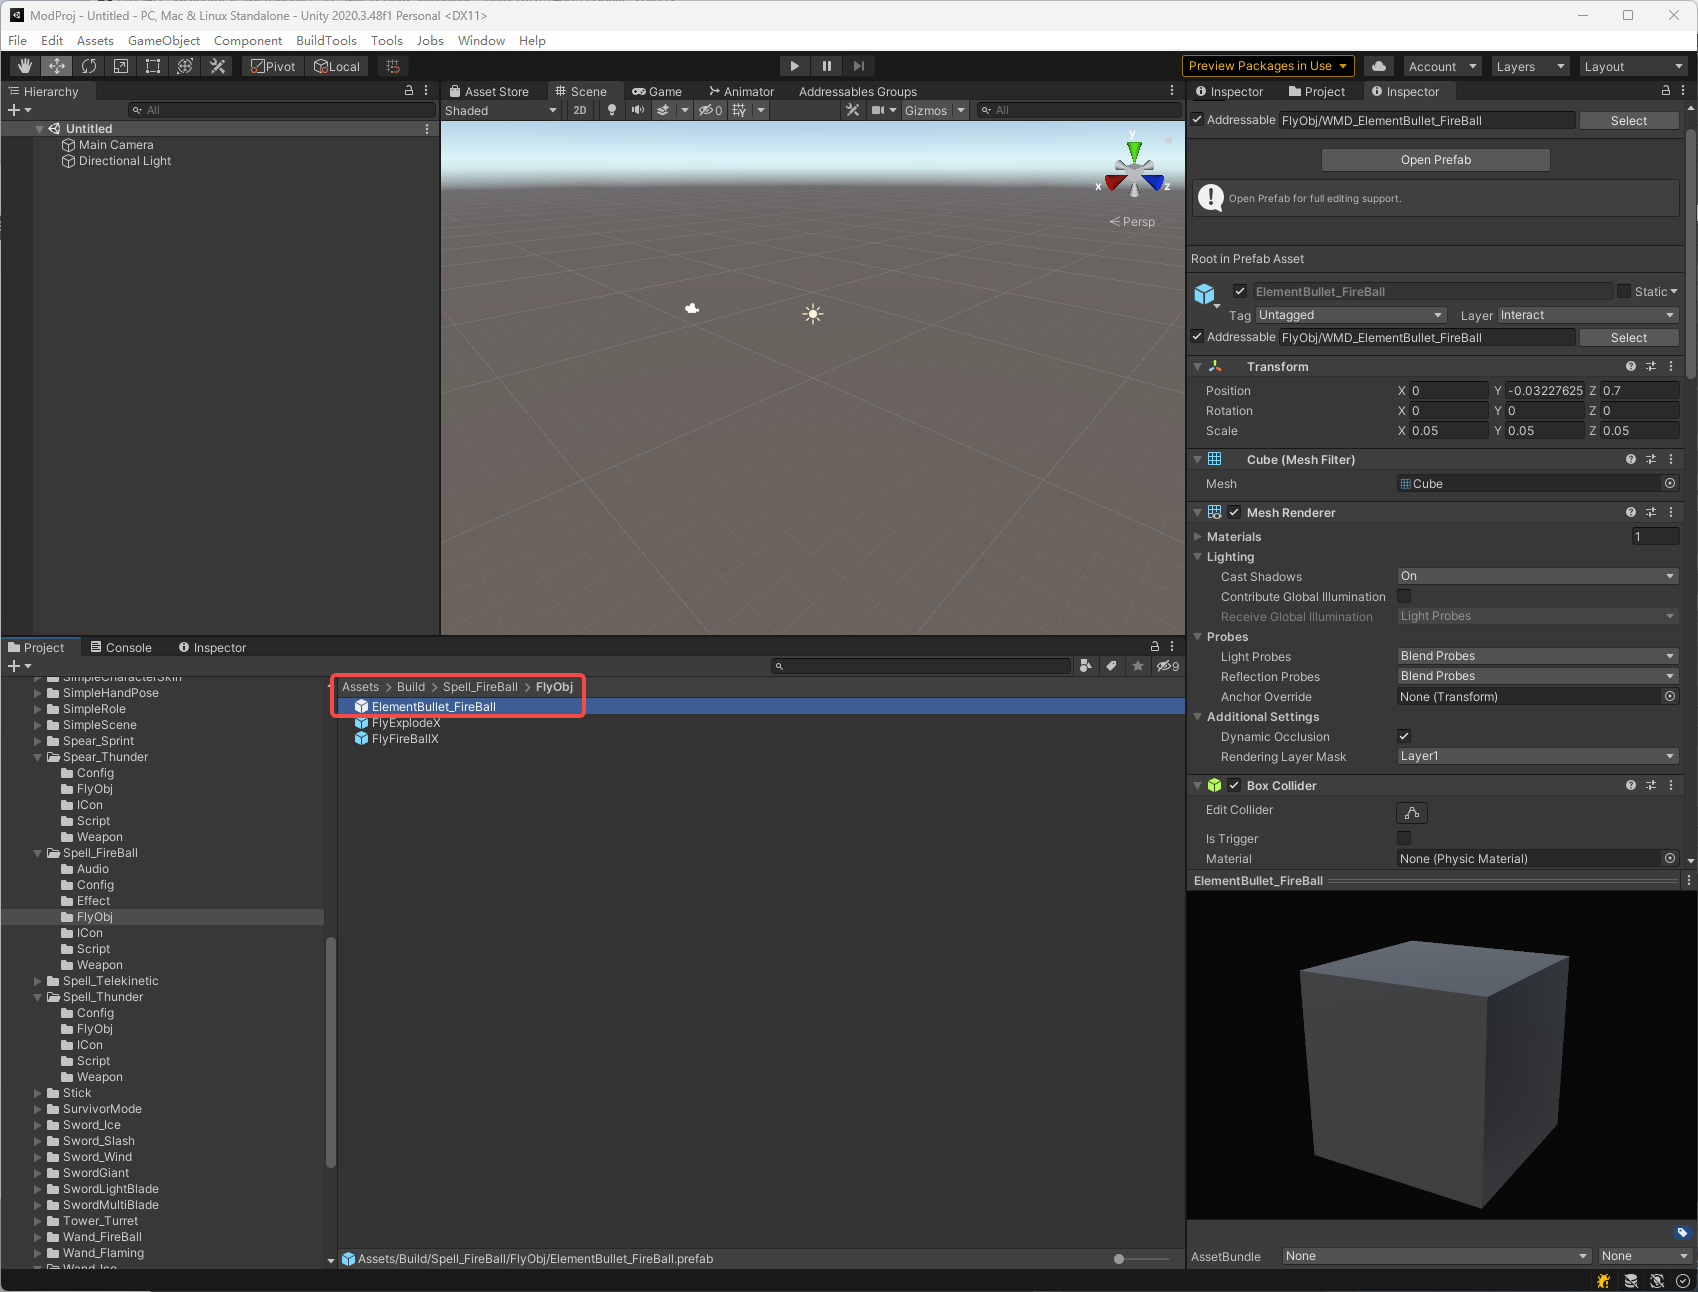 ModProj - Untitled - PC, Mac & Linux Standalone - Unity 2020.3.48f1 Personal <DX11>
File Edit Assets GameObject Component BuildTools Tools Jobs Window Help
Pivot Local Preview Packages in Use Account Layers Layout
Hierarchy
All
Untitled
Main Camera
Directional Light
Asset Store Scene Game Animator Addressables Groups
Shaded 2D 0 Gizmos All
y
x z
Persp
Inspector Project Inspector
Addressable FlyObj/WMD_ElementBullet_FireBall Select
Open Prefab
Open Prefab for full editing support.
Root in Prefab Asset
ElementBullet_FireBall Static
Tag Untagged Layer Interact
Addressable FlyObj/WMD_ElementBullet_FireBall Select
Transform
Position X 0 Y -0.03227625 Z 0.7
Rotation X 0 Y 0 Z 0
Scale X 0.05 Y 0.05 Z 0.05
Cube (Mesh Filter)
Mesh Cube
Mesh Renderer
Materials 1
Lighting
Cast Shadows On
Contribute Global Illumination
Receive Global Illumination Light Probes
Probes
Light Probes Blend Probes
Reflection Probes Blend Probes
Anchor Override None (Transform)
Additional Settings
Dynamic Occlusion
Rendering Layer Mask Layer1
Box Collider
Edit Collider
Is Trigger
Material None (Physic Material)
ElementBullet_FireBall
AssetBundle None None
Project Console Inspector
9
SimpleCharacterSkin
SimpleHandPose
SimpleRole
SimpleScene
Spear_Sprint
Spear_Thunder
Config
FlyObj
ICon
Script
Weapon
Spell_FireBall
Audio
Config
Effect
FlyObj
ICon
Script
Weapon
Spell_Telekinetic
Spell_Thunder
Config
FlyObj
ICon
Script
Weapon
Stick
SurvivorMode
Sword_Ice
Sword_Slash
Sword_Wind
SwordGiant
SwordLightBlade
SwordMultiBlade
Tower_Turret
Wand_FireBall
Wand_Flaming
Wand_Ice
Assets > Build > Spell_FireBall > FlyObj
ElementBullet_FireBall
FlyExplodeX
FlyFireBallX
Assets/Build/Spell_FireBall/FlyObj/ElementBullet_FireBall.prefab